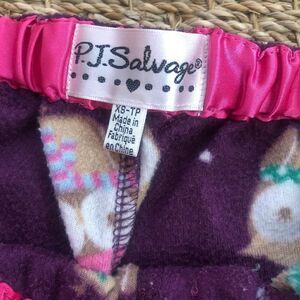 P.J.Salvage®
XS-TP
Made in
China
Fabriqué
en Chine